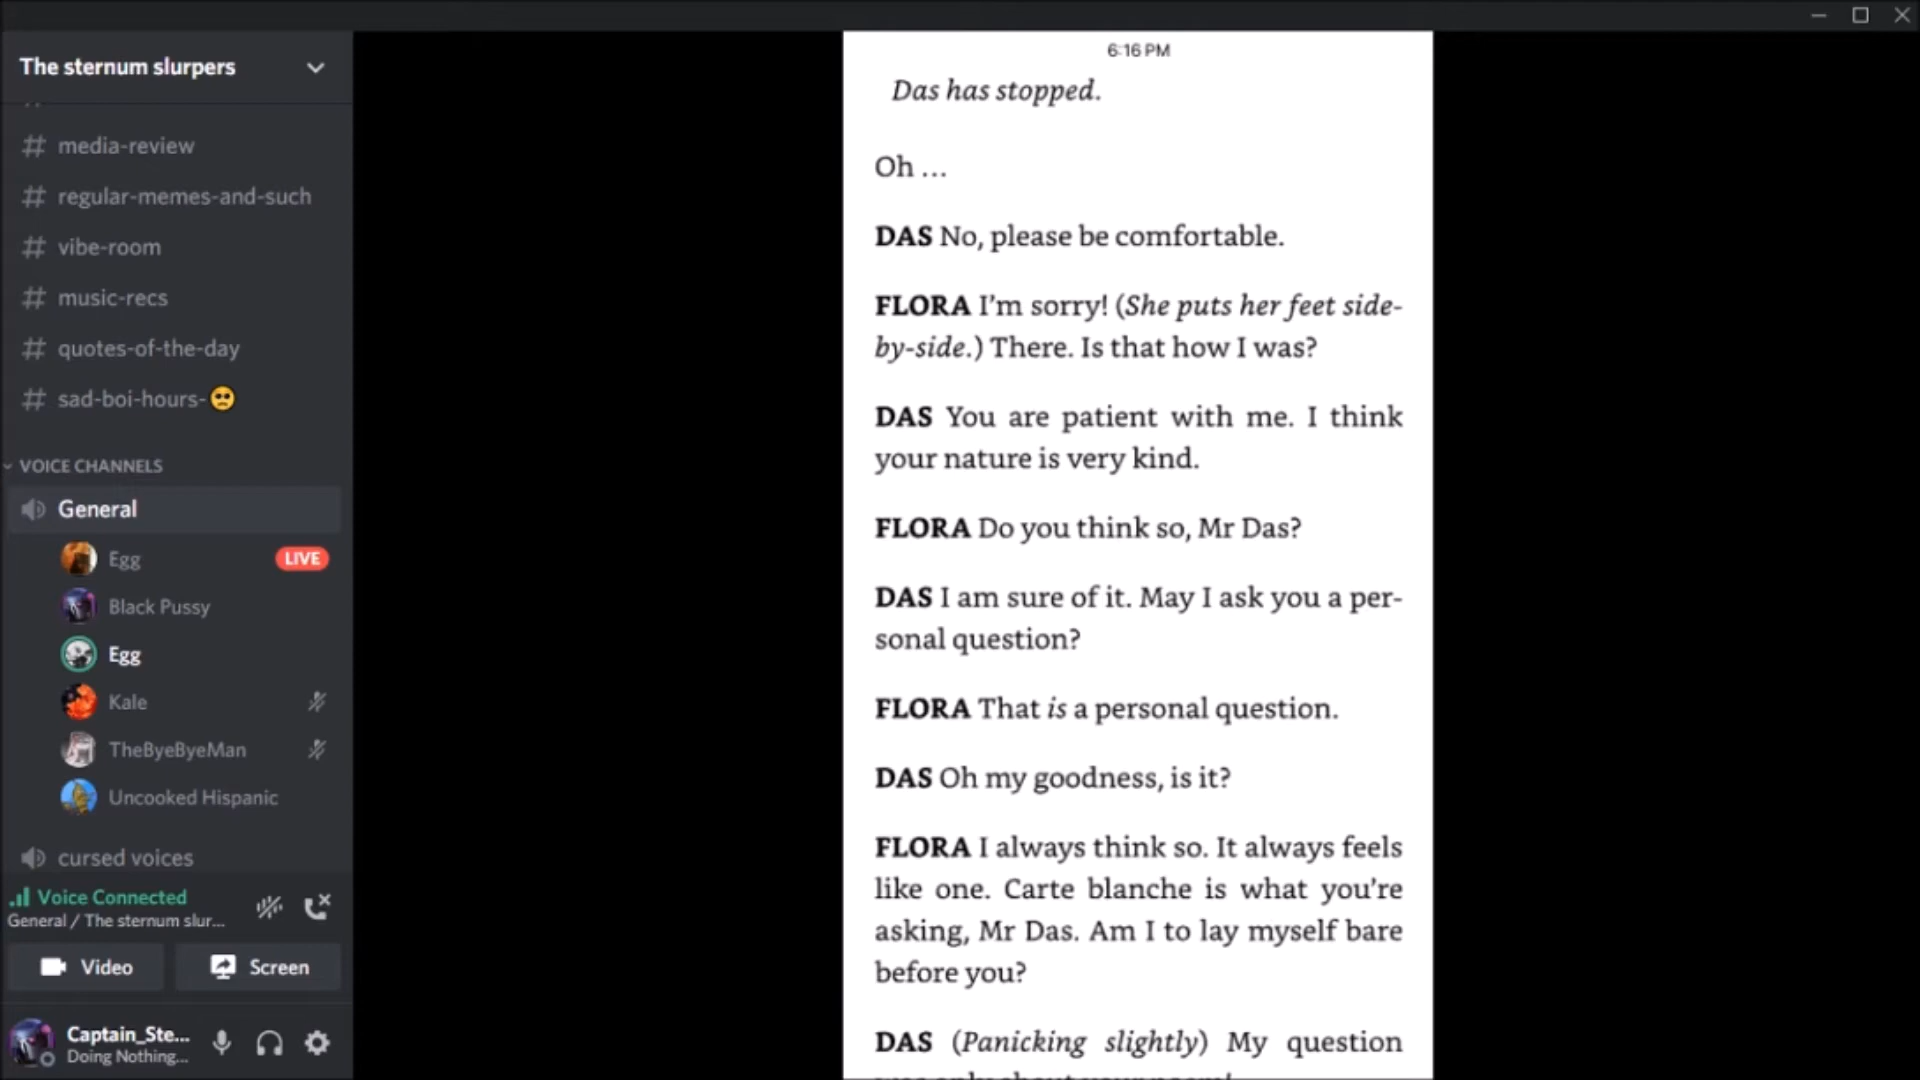 The sternum slurpers
media-review
regular-memes-and-such
vibe-room
music-recs
quotes-of-the-day
sad-boi-hours-🥺
VOICE CHANNELS
General
Egg LIVE
Black Pussy
Egg
Kale
TheByeByeMan
Uncooked Hispanic
cursed voices
Voice Connected
General / The sternum slur...
Video Screen
Captain_Ste...
Doing Nothing...
6:16 PM
Das has stopped.
Oh ...
DAS No, please be comfortable.
FLORA I'm sorry! (She puts her feet side-
by-side.) There. Is that how I was?
DAS You are patient with me. I think
your nature is very kind.
FLORA Do you think so, Mr Das?
DAS I am sure of it. May I ask you a per-
sonal question?
FLORA That is a personal question.
DAS Oh my goodness, is it?
FLORA I always think so. It always feels
like one. Carte blanche is what you're
asking, Mr Das. Am I to lay myself bare
before you?
DAS (Panicking slightly) My question